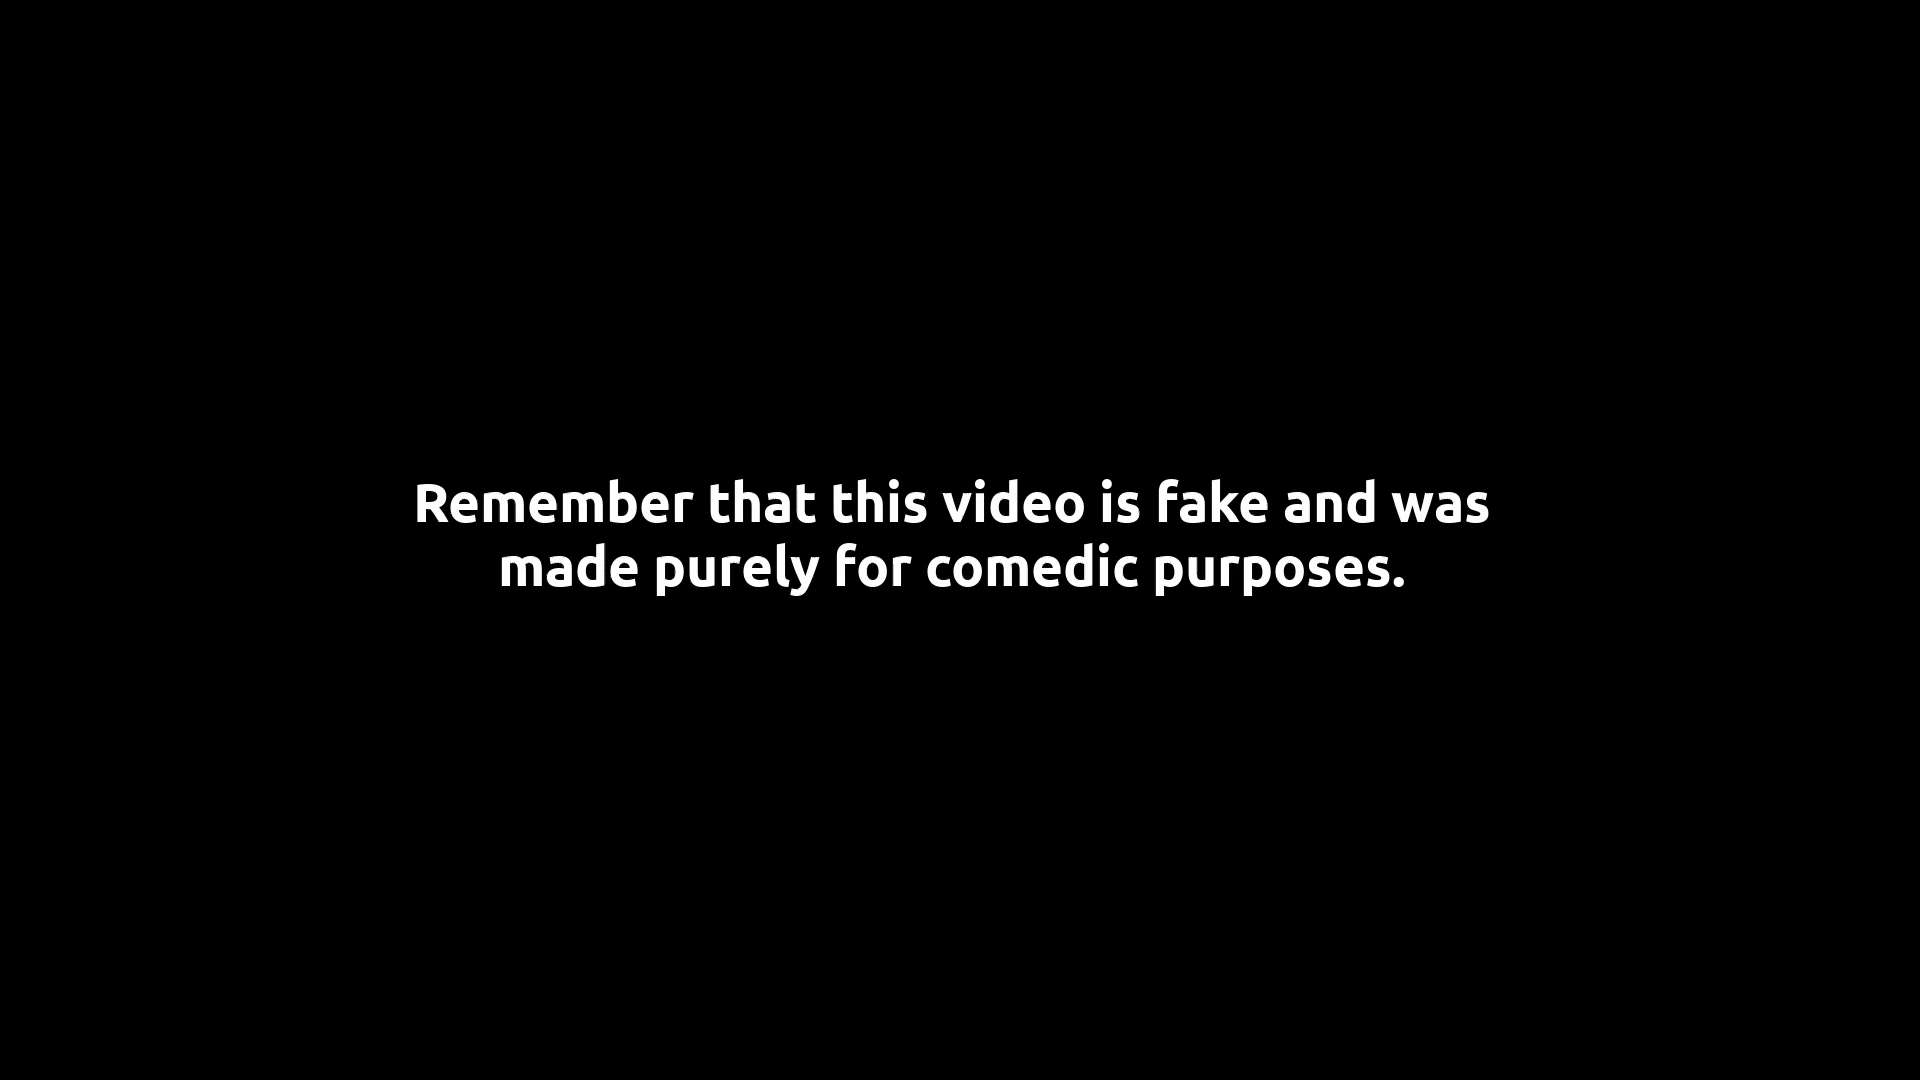 Remember that this video is fake and was
made purely for comedic purposes.